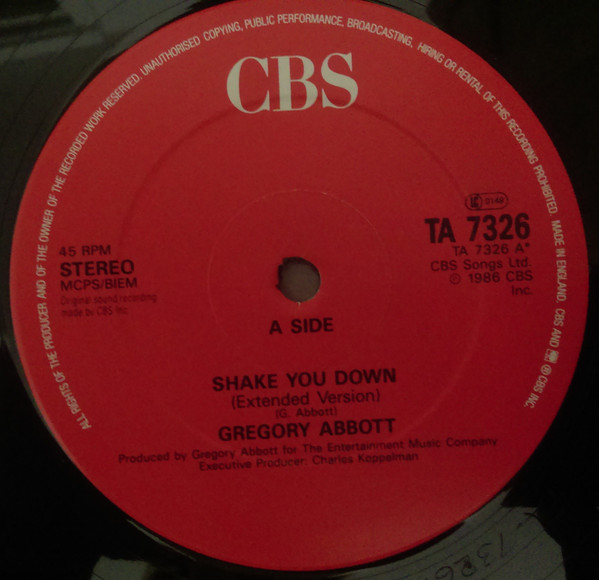 ALL RIGHTS OF THE PRODUCER AND OF THE OWNER OF THE RECORDED WORK RESERVED. UNAUTHORISED COPYING, PUBLIC PERFORMANCE, BROADCASTING, HIRING OR RENTAL OF THIS RECORDING PROHIBITED. MADE IN ENGLAND. CBS AND ℗ CBS INC.
CBS
0149
45 RPM
STEREO
MCPS/BIEM
Original sound recording
made by CBS Inc.
TA 7326
TA 7326 A*
CBS Songs Ltd.
© 1986 CBS
Inc.
A SIDE
SHAKE YOU DOWN
(Extended Version)
(G. Abbott)
GREGORY ABBOTT
Produced by Gregory Abbott for The Entertainment Music Company.
Executive Producer: Charles Koppelman